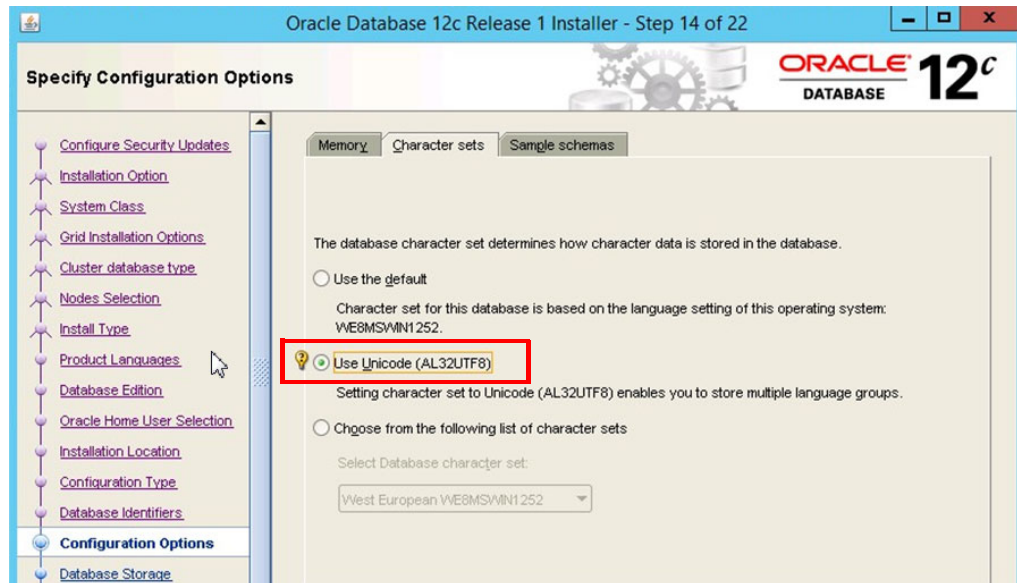 Oracle Database 12c Release 1 Installer - Step 14 of 22
Specify Configuration Options
ORACLE
DATABASE
12c
Configure Security Updates
Installation Option
System Class
Grid Installation Options
Cluster database type
Nodes Selection
Install Type
Product Languages
Database Edition
Oracle Home User Selection
Installation Location
Configuration Type
Database Identifiers
Configuration Options
Database Storage
Memory
Character sets
Sample schemas
The database character set determines how character data is stored in the database.
Use the default
Character set for this database is based on the language setting of this operating system:
WE8MSWIN1252.
Use Unicode (AL32UTF8)
Setting character set to Unicode (AL32UTF8) enables you to store multiple language groups.
Choose from the following list of character sets
Select Database character set:
West European WE8MSWIN1252